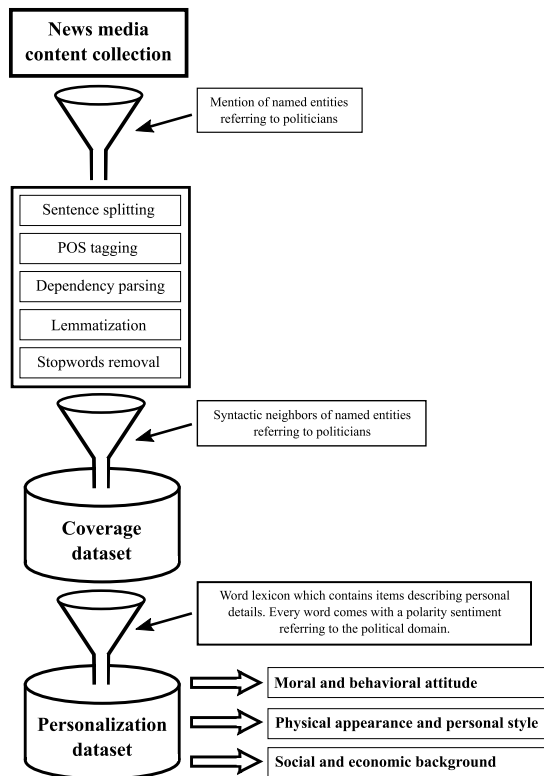 News media
content collection
Mention of named entities
referring to politicians
Sentence splitting
POS tagging
Dependency parsing
Lemmatization
Stopwords removal
Syntactic neighbors of named entities
referring to politicians
Coverage
dataset
Word lexicon which contains items describing personal
details. Every word comes with a polarity sentiment
referring to the political domain.
Personalization
dataset
Moral and behavioral attitude
Physical appearance and personal style
Social and economic background